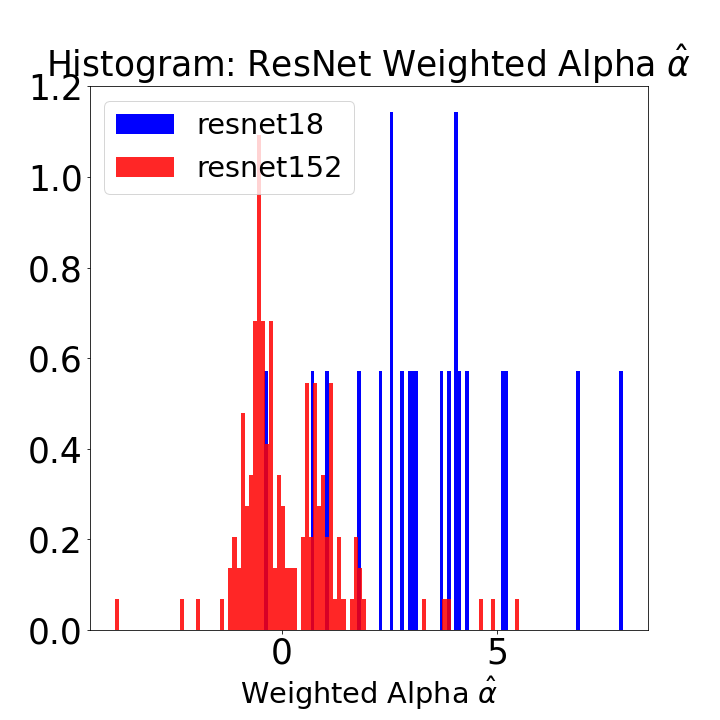 Histogram: ResNet Weighted Alpha α̂
1.2
1.0
0.8
0.6
0.4
0.2
0.0
resnet18
resnet152
0 5
Weighted Alpha α̂